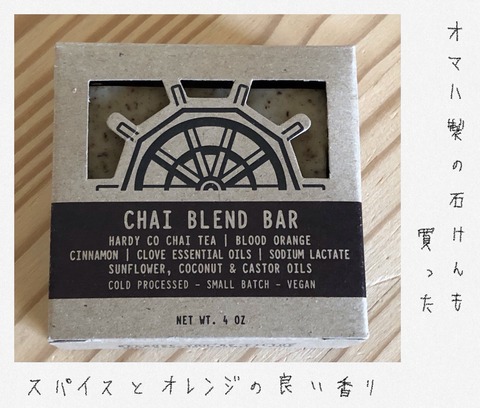 オマハ製の石けんも
買った
CHAI BLEND BAR
HARDY CO CHAI TEA | BLOOD ORANGE
CINNAMON | CLOVE ESSENTIAL OILS | SODIUM LACTATE
SUNFLOWER, COCONUT & CASTOR OILS
COLD PROCESSED - SMALL BATCH - VEGAN
NET WT. 4 OZ
スパイスとオレンジの良い香り